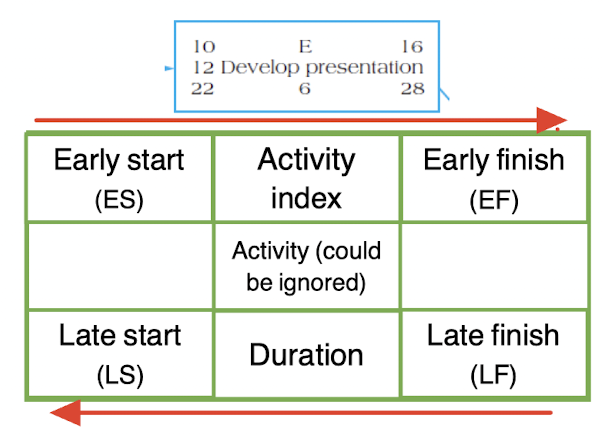 10 E 16
12 Develop presentation
22 6 28
Early start Activity Early finish
(ES) index (EF)
Activity (could
be ignored)
Late start Duration Late finish
(LS) (LF)